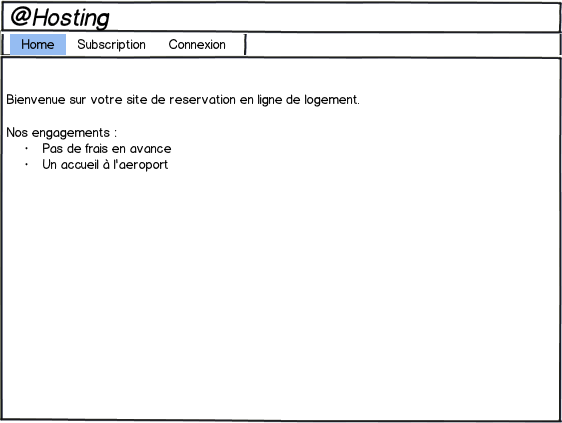 @Hosting
Home Subscription Connexion
Bienvenue sur votre site de reservation en ligne de logement.
Nos engagements :
· Pas de frais en avance
· Un accueil à l'aeroport